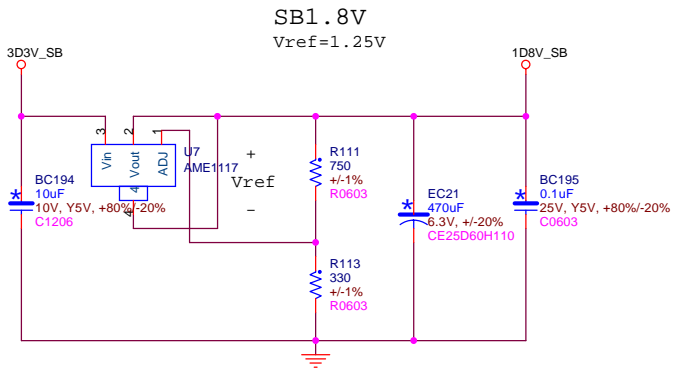 SB1.8V
Vref=1.25V
3D3V_SB
1D8V_SB
3
2
1
Vin
Vout
ADJ
4
4
U7
AME1117
+
Vref
-
BC194
10uF
10V, Y5V, +80%/-20%
C1206
R111
750
+/-1%
R0603
R113
330
+/-1%
R0603
EC21
470uF
6.3V, +/-20%
CE25D60H110
BC195
0.1uF
25V, Y5V, +80%/-20%
C0603